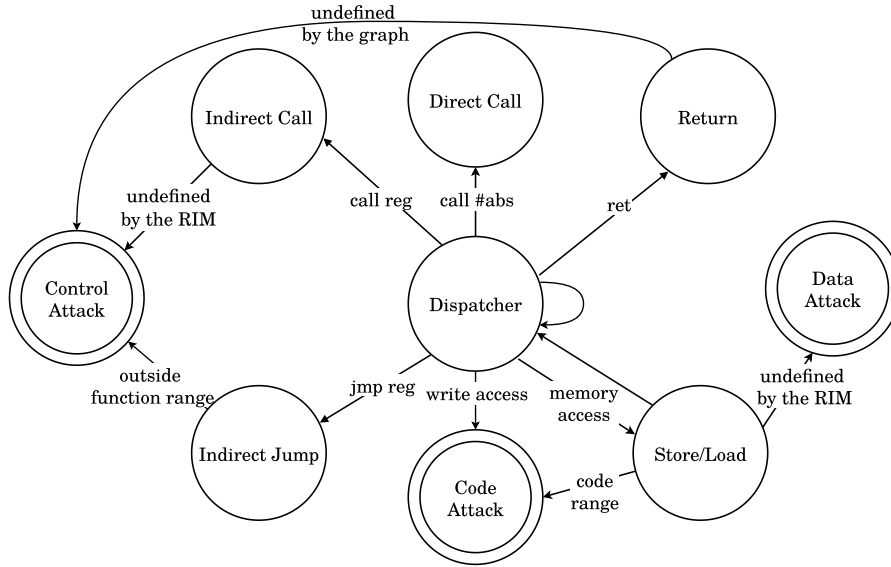 undefined
by the graph
Indirect Call
Direct Call
Return
undefined
by the RIM
call reg
call #abs
ret
Control
Attack
Dispatcher
Data
Attack
outside
function range
jmp reg
write access
memory
access
undefined
by the RIM
Indirect Jump
Code
Attack
code
range
Store/Load